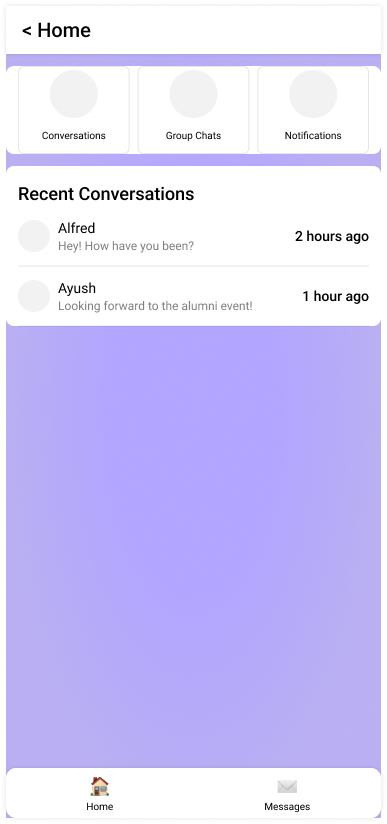 < Home
Conversations
Group Chats
Notifications
Recent Conversations
Alfred
Hey! How have you been?
2 hours ago
Ayush
Looking forward to the alumni event!
1 hour ago
Home
Messages